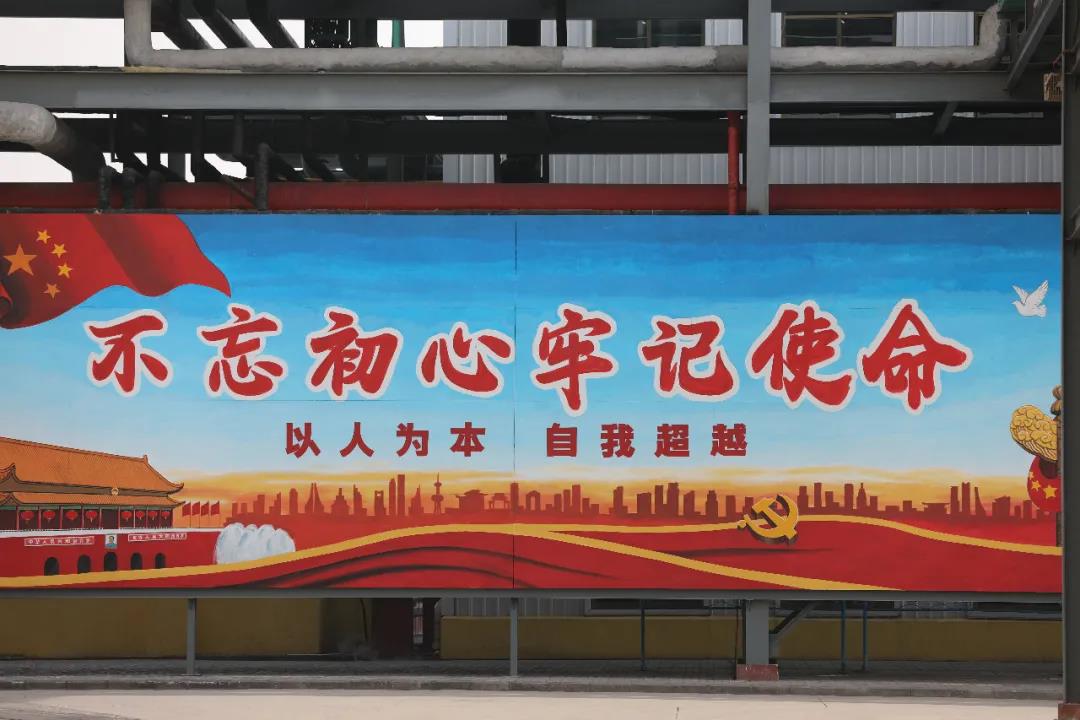 不忘初心牢记使命
以人为本 自我超越